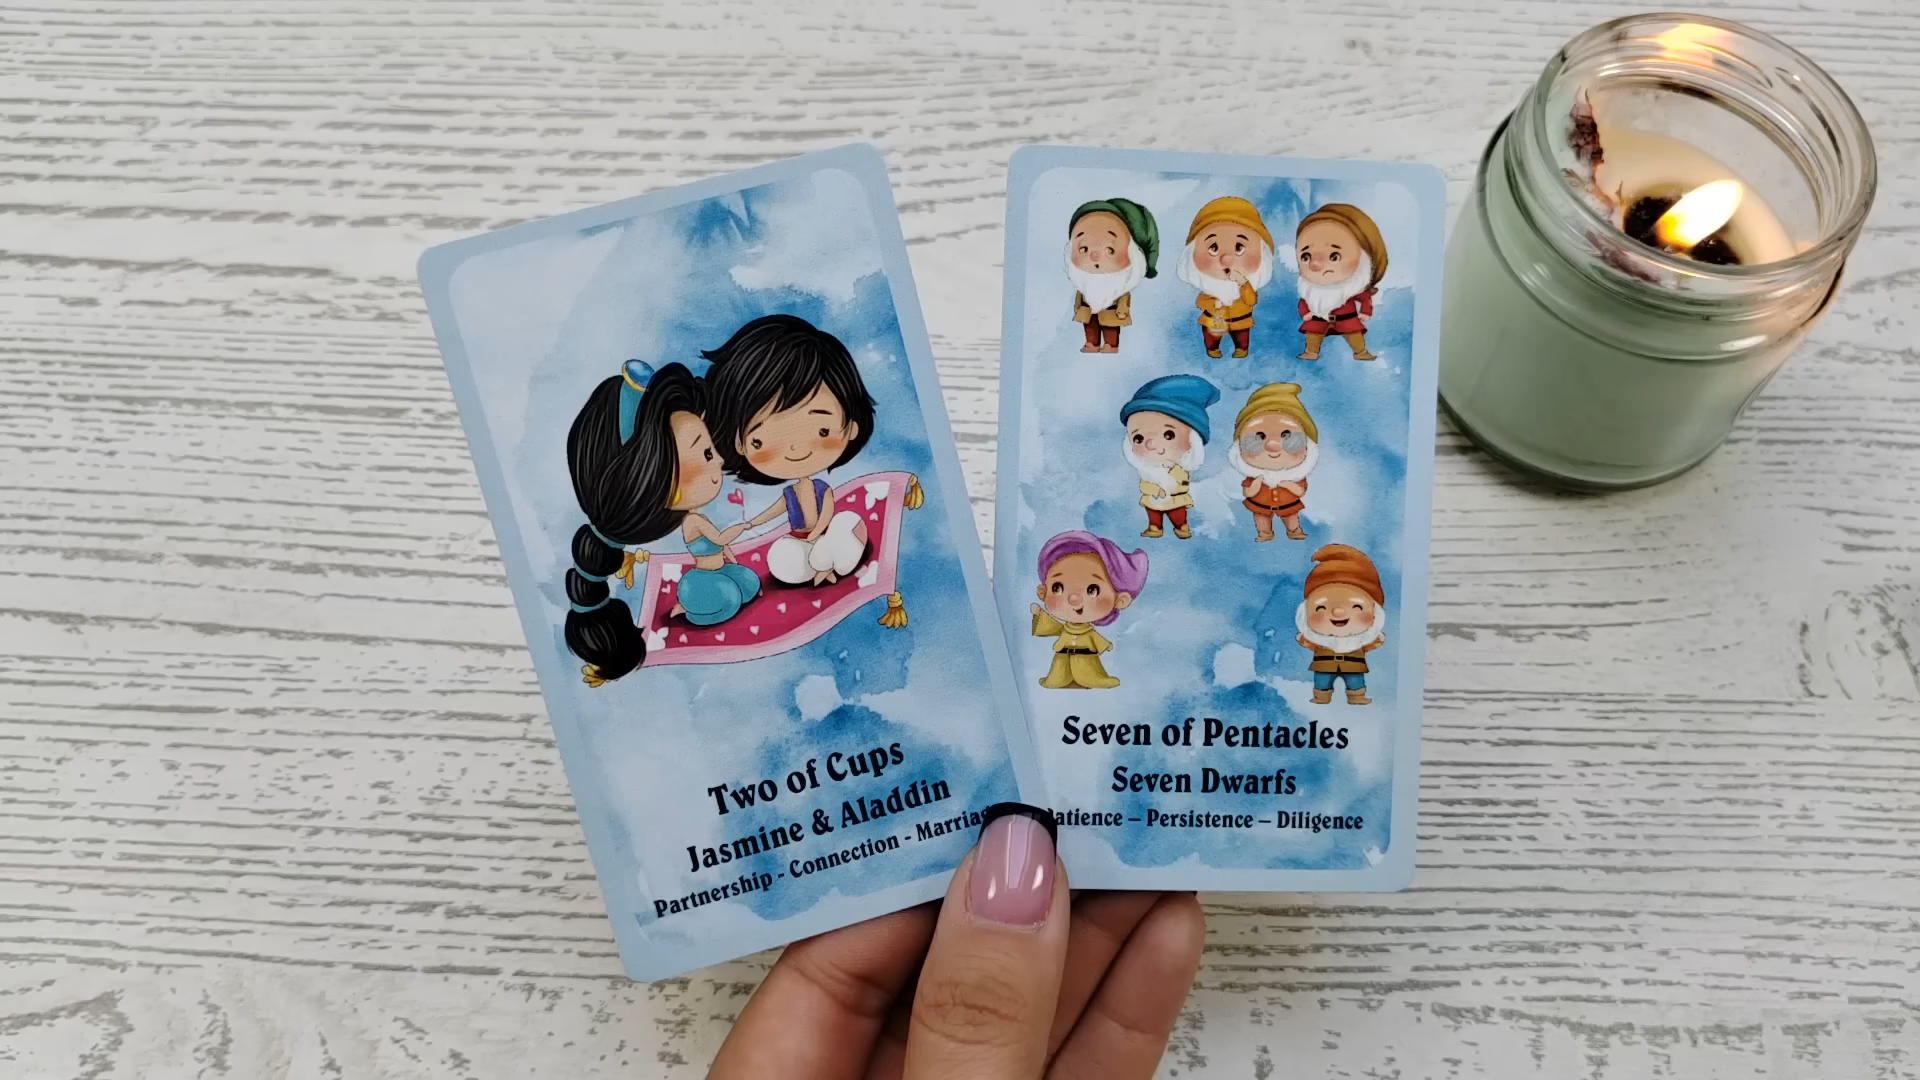 Two of Cups
Jasmine & Aladdin
Partnership - Connection -
Seven of Pentacles
Seven Dwarfs
– Persistence – Diligence